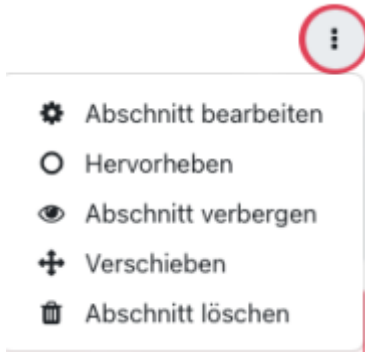 Abschnitt bearbeiten
Hervorheben
Abschnitt verbergen
Verschieben
Abschnitt löschen